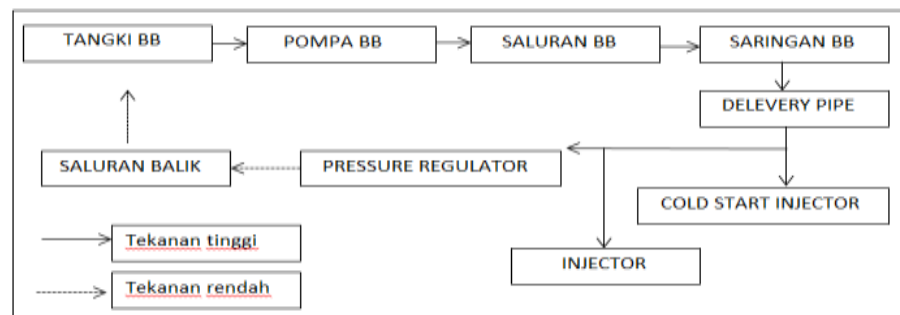 TANGKI BB
POMPA BB
SALURAN BB
SARINGAN BB
DELEVERY PIPE
SALURAN BALIK
PRESSURE REGULATOR
COLD START INJECTOR
INJECTOR
Tekanan tinggi
Tekanan rendah